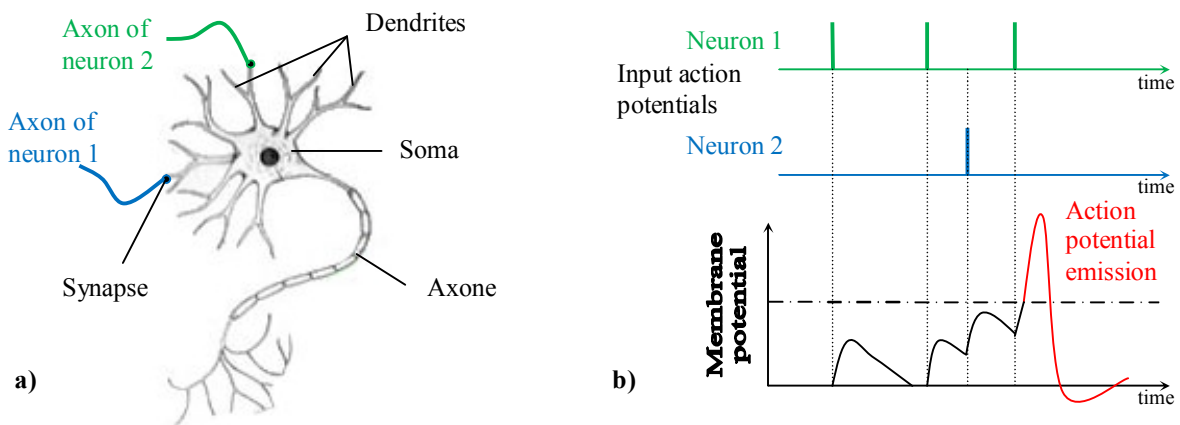 Axon of
neuron 2
Dendrites
Axon of
neuron 1
Soma
Synapse
Axone
a)
Neuron 1
Input action
potentials
time
Neuron 2
time
Membrane
potential
Action
potential
emission
time
b)